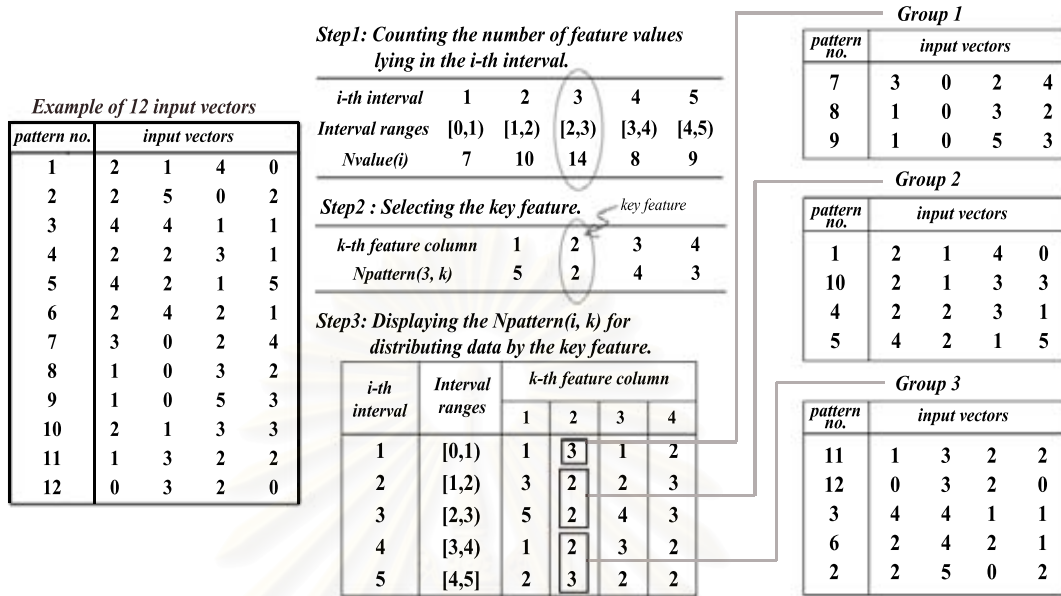 Example of 12 input vectors
pattern no. input vectors
1 2 1 4 0
2 2 5 0 2
3 4 4 1 1
4 2 2 3 1
5 4 2 1 5
6 2 4 2 1
7 3 0 2 4
8 1 0 3 2
9 1 0 5 3
10 2 1 3 3
11 1 3 2 2
12 0 3 2 0
Step1: Counting the number of feature values
lying in the i-th interval.
i-th interval 1 2 3 4 5
Interval ranges [0,1) [1,2) [2,3) [3,4) [4,5)
Nvalue(i) 7 10 14 8 9
Step2 : Selecting the key feature.
key feature
k-th feature column 1 2 3 4
Npattern(3, k) 5 2 4 3
Step3: Displaying the Npattern(i, k) for
distributing data by the key feature.
i-th interval Interval ranges k-th feature column
1 2 3 4
1 [0,1) 1 3 1 2
2 [1,2) 3 2 2 3
3 [2,3) 5 2 4 3
4 [3,4) 1 2 3 2
5 [4,5] 2 3 2 2
Group 1
pattern no. input vectors
7 3 0 2 4
8 1 0 3 2
9 1 0 5 3
Group 2
pattern no. input vectors
1 2 1 4 0
10 2 1 3 3
4 2 2 3 1
5 4 2 1 5
Group 3
pattern no. input vectors
11 1 3 2 2
12 0 3 2 0
3 4 4 1 1
6 2 4 2 1
2 2 5 0 2